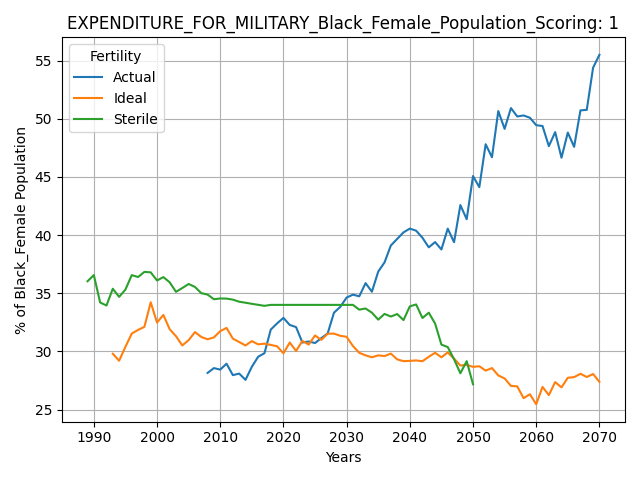 EXPENDITURE_FOR_MILITARY_Black_Female_Population_Scoring: 1
Fertility
Actual
Ideal
Sterile
% of Black_Female Population
55
50
45
40
35
30
25
1990 2000 2010 2020 2030 2040 2050 2060 2070
Years